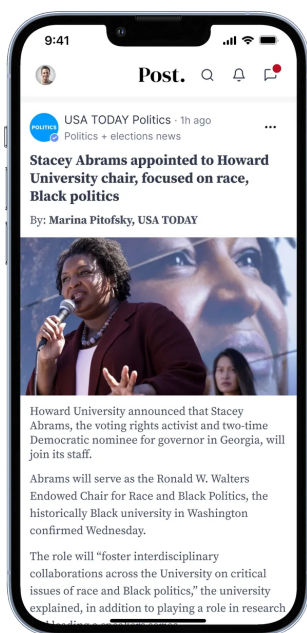 9:41
Post.
POLITICS
USA TODAY Politics · 1h ago
Politics + elections news
Stacey Abrams appointed to Howard
University chair, focused on race,
Black politics
By: Marina Pitofsky, USA TODAY
Howard University announced that Stacey
Abrams, the voting rights activist and two-time
Democratic nominee for governor in Georgia, will
join its staff.
Abrams will serve as the Ronald W. Walters
Endowed Chair for Race and Black Politics, the
historically Black university in Washington
confirmed Wednesday.
The role will “foster interdisciplinary
collaborations across the University on critical
issues of race and Black politics,” the university
explained, in addition to playing a role in research